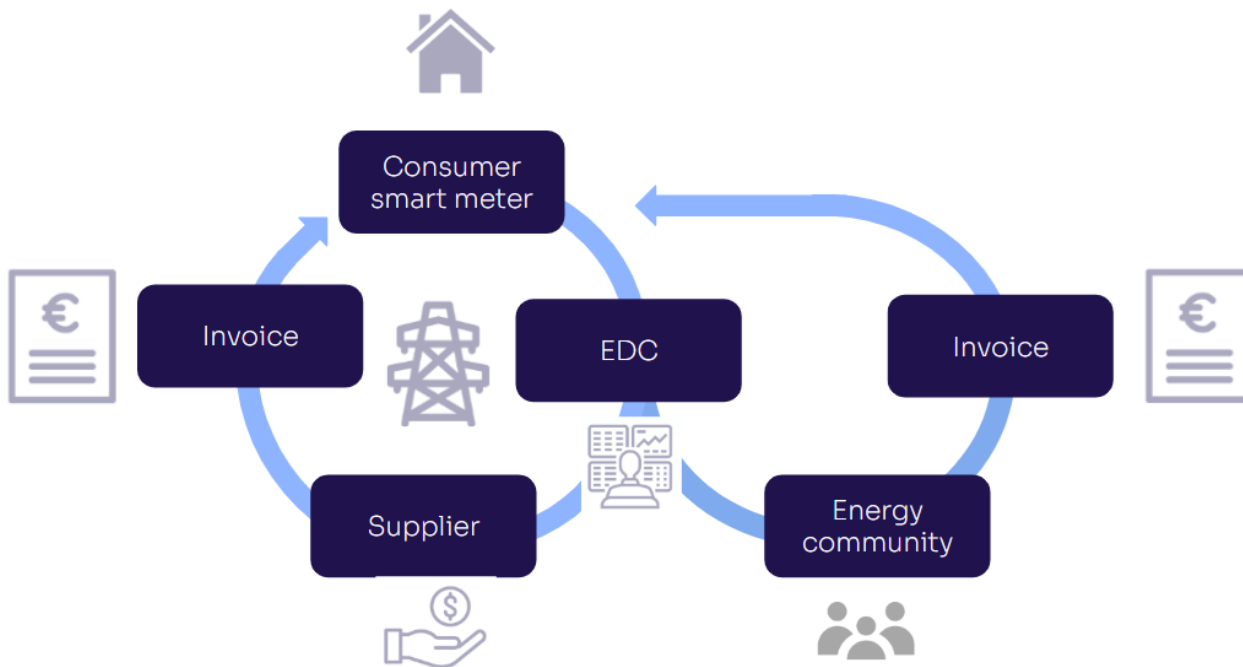 Consumer
smart meter
€
Invoice
EDC
Invoice
€
Supplier
Energy
community
$